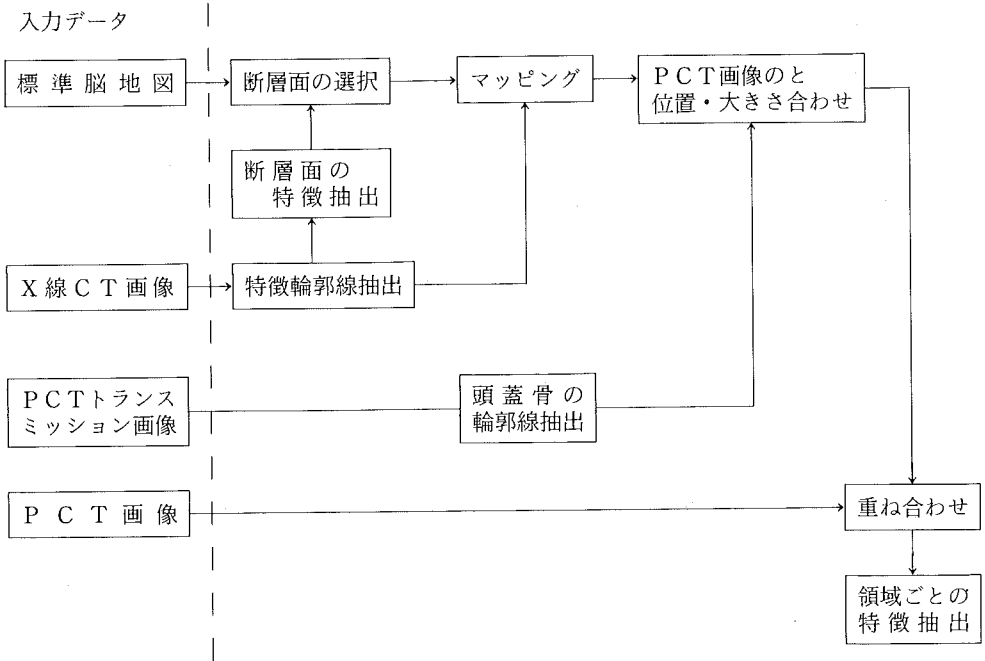 入力データ
標準脳地図
断層面の選択
マッピング
PCT画像のと
位置・大きさ合わせ
断層面の
特徴抽出
X線CT画像
特徴輪郭線抽出
PCTトランス
ミッション画像
頭蓋骨の
輪郭線抽出
PCT画像
重ね合わせ
領域ごとの
特徴抽出